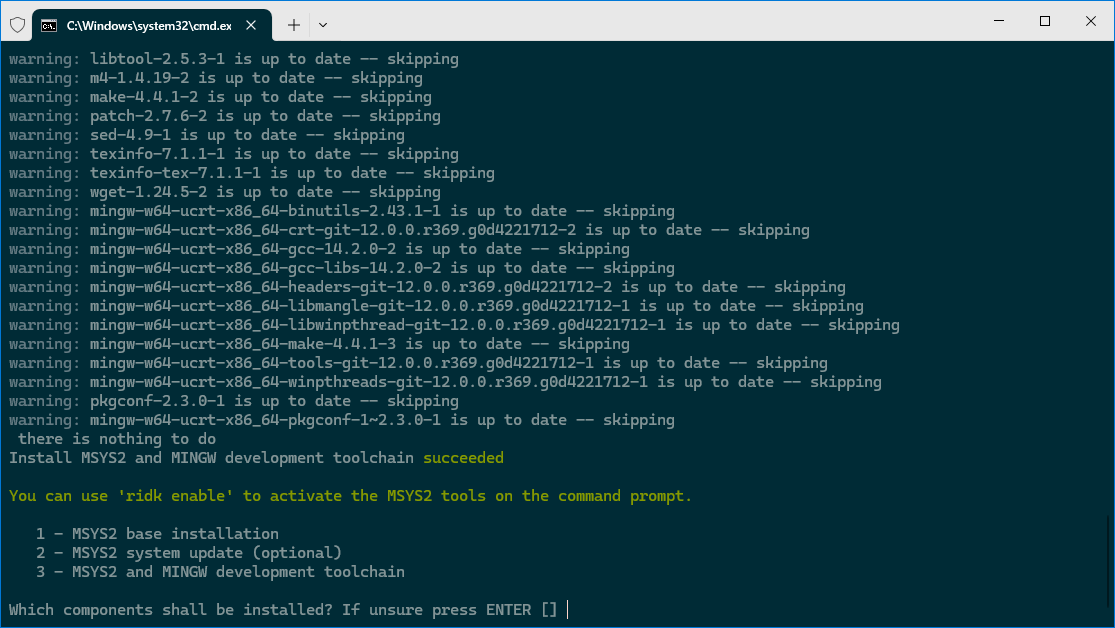 C:\Windows\system32\cmd.ex
warning: libtool-2.5.3-1 is up to date -- skipping
warning: m4-1.4.19-2 is up to date -- skipping
warning: make-4.4.1-2 is up to date -- skipping
warning: patch-2.7.6-2 is up to date -- skipping
warning: sed-4.9-1 is up to date -- skipping
warning: texinfo-7.1.1-1 is up to date -- skipping
warning: texinfo-tex-7.1.1-1 is up to date -- skipping
warning: wget-1.24.5-2 is up to date -- skipping
warning: mingw-w64-ucrt-x86_64-binutils-2.43.1-1 is up to date -- skipping
warning: mingw-w64-ucrt-x86_64-crt-git-12.0.0.r369.g0d4221712-2 is up to date -- skipping
warning: mingw-w64-ucrt-x86_64-gcc-14.2.0-2 is up to date -- skipping
warning: mingw-w64-ucrt-x86_64-gcc-libs-14.2.0-2 is up to date -- skipping
warning: mingw-w64-ucrt-x86_64-headers-git-12.0.0.r369.g0d4221712-2 is up to date -- skipping
warning: mingw-w64-ucrt-x86_64-libmangle-git-12.0.0.r369.g0d4221712-1 is up to date -- skipping
warning: mingw-w64-ucrt-x86_64-libwinpthread-git-12.0.0.r369.g0d4221712-1 is up to date -- skipping
warning: mingw-w64-ucrt-x86_64-make-4.4.1-3 is up to date -- skipping
warning: mingw-w64-ucrt-x86_64-tools-git-12.0.0.r369.g0d4221712-1 is up to date -- skipping
warning: mingw-w64-ucrt-x86_64-winpthreads-git-12.0.0.r369.g0d4221712-1 is up to date -- skipping
warning: pkgconf-2.3.0-1 is up to date -- skipping
warning: mingw-w64-ucrt-x86_64-pkgconf-1~2.3.0-1 is up to date -- skipping
there is nothing to do
Install MSYS2 and MINGW development toolchain succeeded
You can use 'ridk enable' to activate the MSYS2 tools on the command prompt.
1 - MSYS2 base installation
2 - MSYS2 system update (optional)
3 - MSYS2 and MINGW development toolchain
Which components shall be installed? If unsure press ENTER []